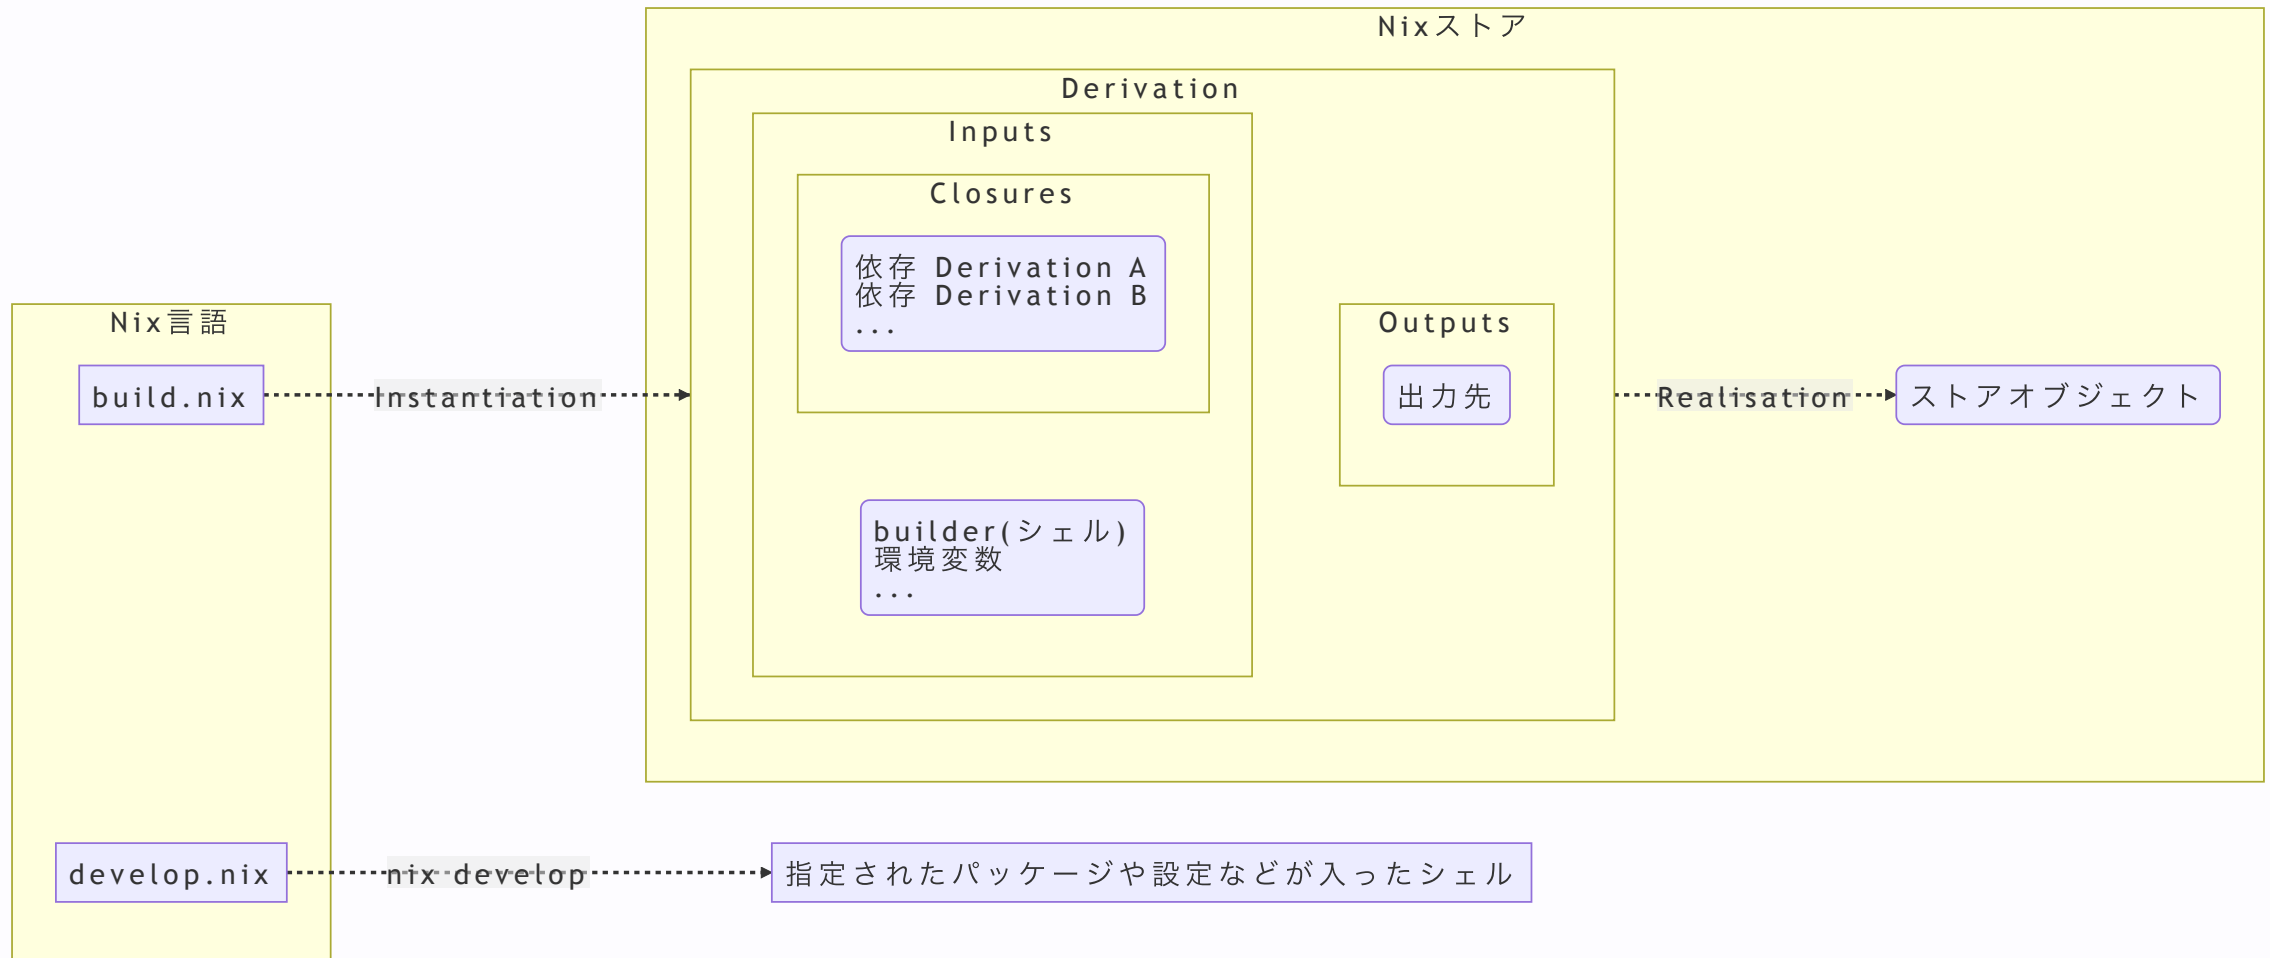 Nixストア
Derivation
Inputs
Closures
依存 Derivation A
依存 Derivation B
...
Nix言語
Outputs
build.nix
Instantiation
出力先
Realisation
ストアオブジェクト
builder(シェル)
環境変数
...
develop.nix
nix develop
指定されたパッケージや設定などが入ったシェル